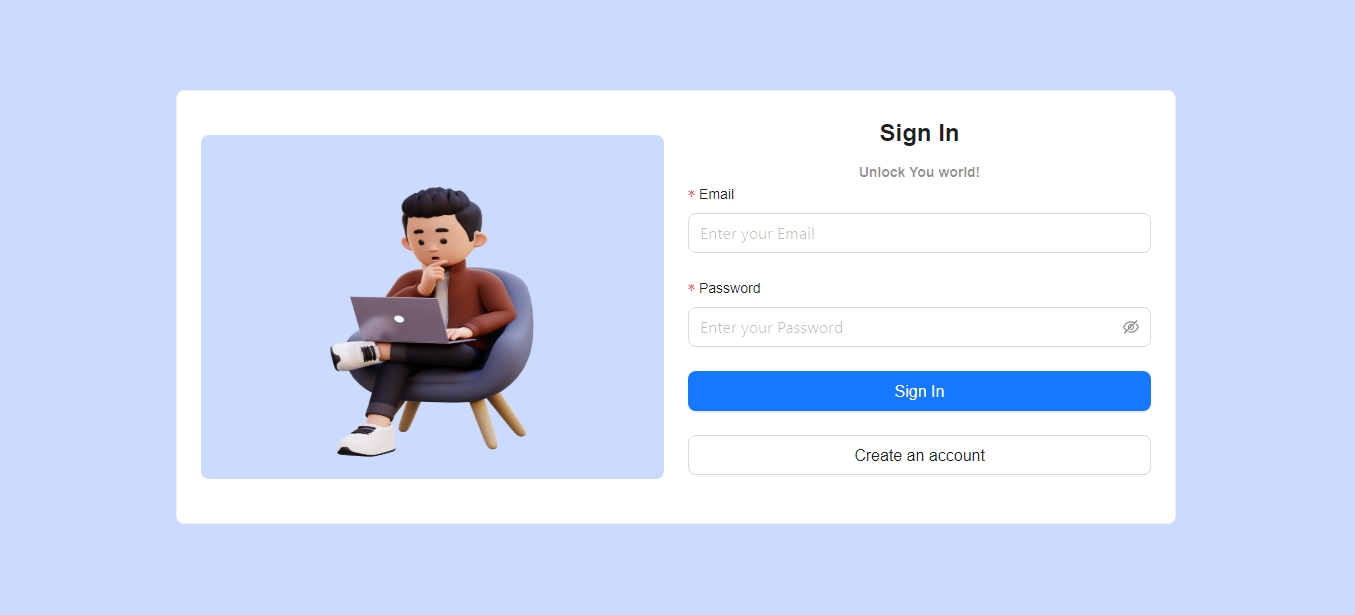 Sign In
Unlock You world!
* Email
Enter your Email
* Password
Enter your Password
Sign In
Create an account